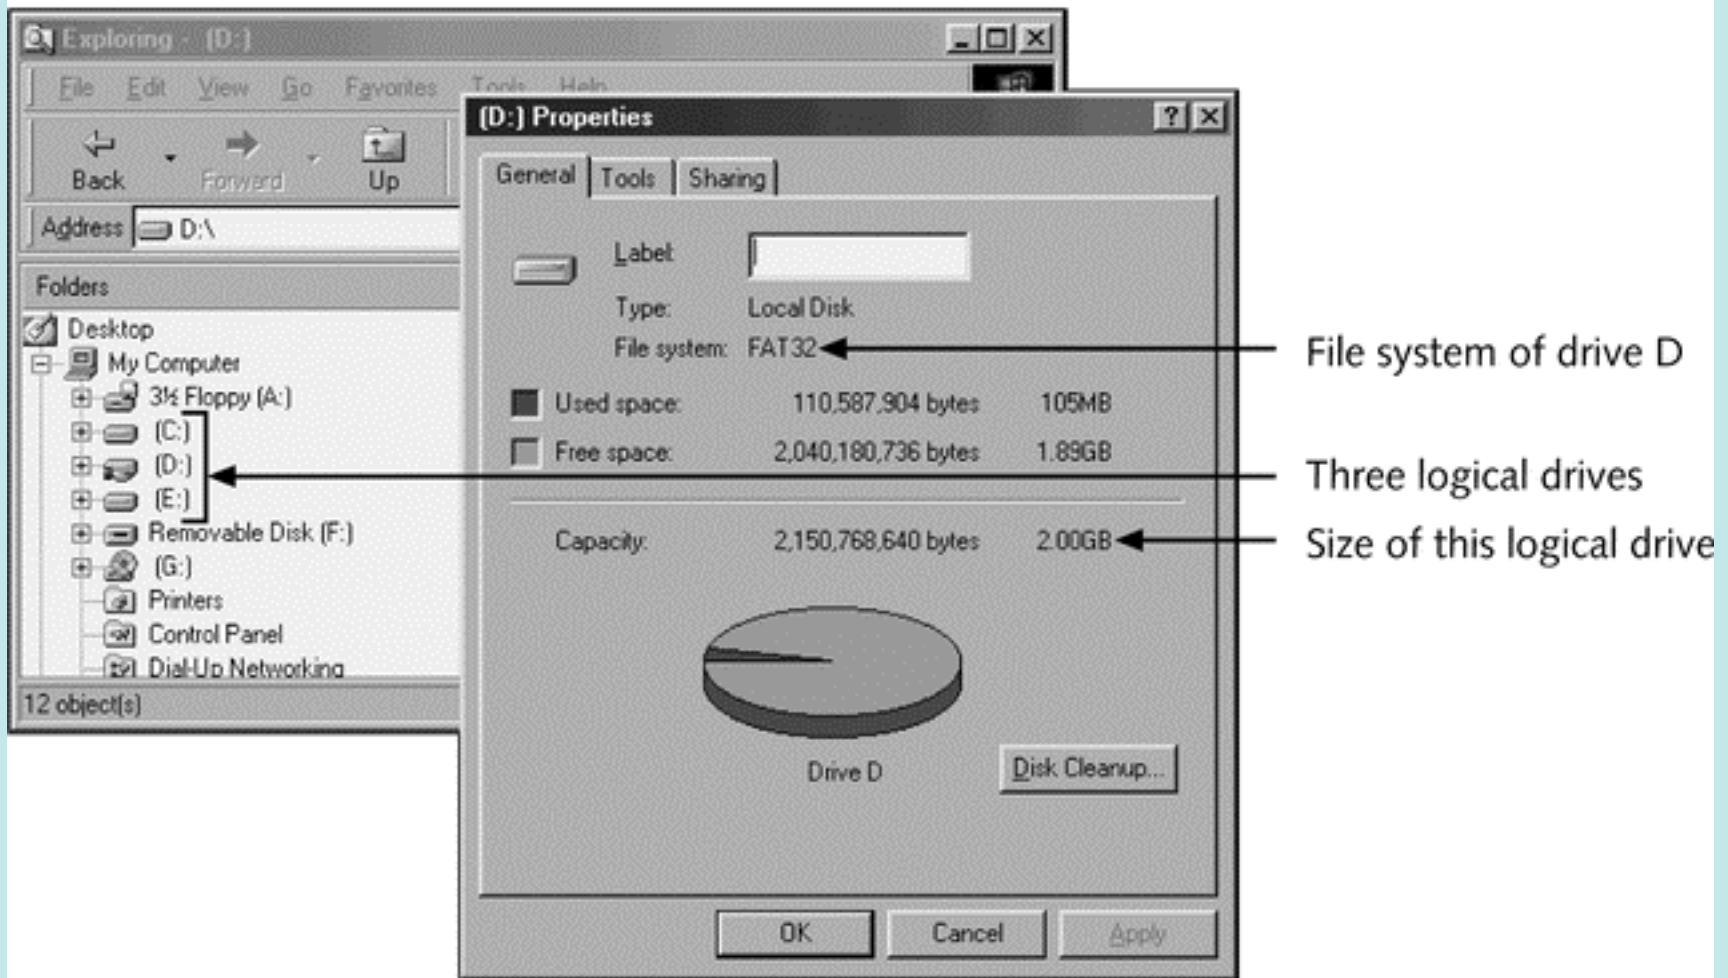 Exploring - (D:)
File Edit View Go Favorites Tools Help
Back Forward Up
Address D:\
Folders
Desktop
My Computer
3½ Floppy (A:)
(C:)
(D:)
(E:)
Removable Disk (F:)
(G:)
Printers
Control Panel
Dial-Up Networking
12 object(s)
(D:) Properties
General Tools Sharing
Label:
Type: Local Disk
File system: FAT32
Used space: 110,587,904 bytes 105MB
Free space: 2,040,180,736 bytes 1.89GB
Capacity: 2,150,768,640 bytes 2.00GB
Drive D
Disk Cleanup...
OK Cancel Apply
File system of drive D
Three logical drives
Size of this logical drive